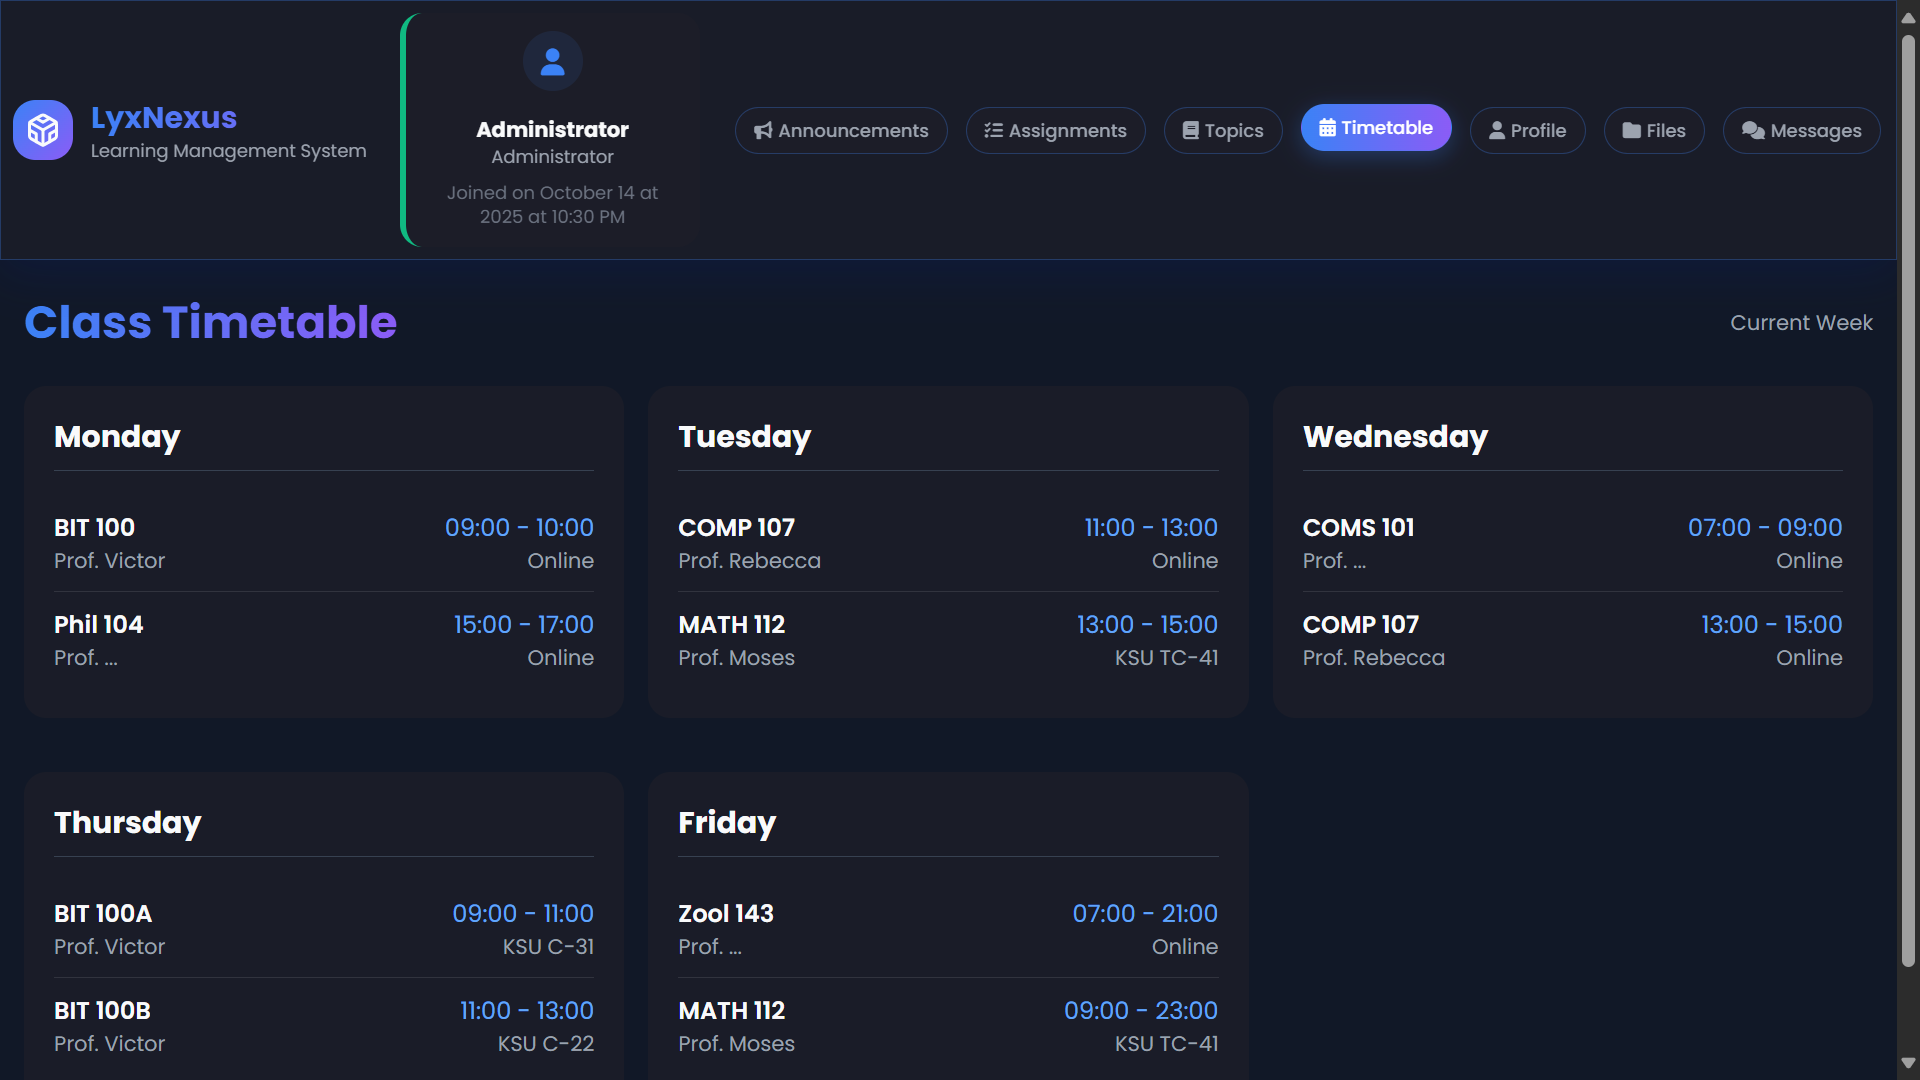 LyxNexus
Learning Management System
Administrator
Administrator
Joined on October 14 at
2025 at 10:30 PM
Announcements
Assignments
Topics
Timetable
Profile
Files
Messages
Class Timetable
Current Week
Monday
BIT 100 09:00 - 10:00
Prof. Victor Online
Phil 104 15:00 - 17:00
Prof. ... Online
Tuesday
COMP 107 11:00 - 13:00
Prof. Rebecca Online
MATH 112 13:00 - 15:00
Prof. Moses KSU TC-41
Wednesday
COMS 101 07:00 - 09:00
Prof. ... Online
COMP 107 13:00 - 15:00
Prof. Rebecca Online
Thursday
BIT 100A 09:00 - 11:00
Prof. Victor KSU C-31
BIT 100B 11:00 - 13:00
Prof. Victor KSU C-22
Friday
Zool 143 07:00 - 21:00
Prof. ... Online
MATH 112 09:00 - 23:00
Prof. Moses KSU TC-41